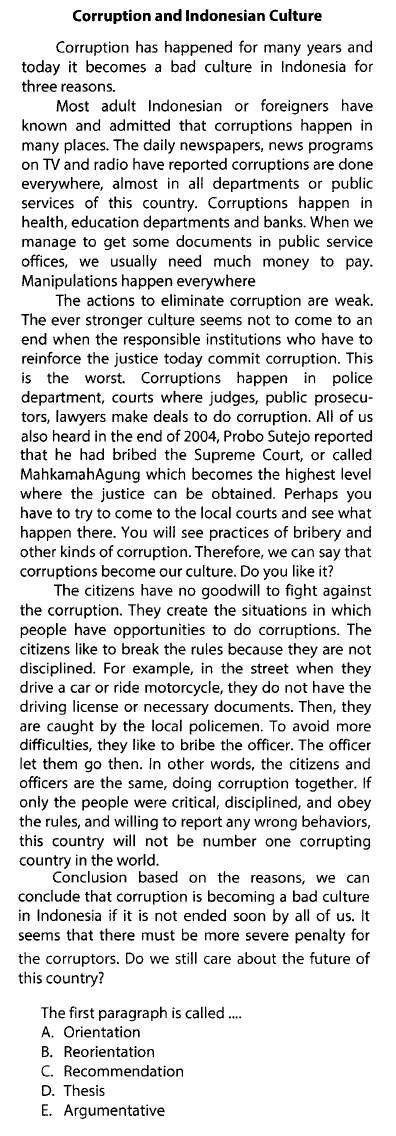 Corruption and Indonesian Culture
Corruption has happened for many years and
today it becomes a bad culture in Indonesia for
three reasons.
Most adult Indonesian or foreigners have
known and admitted that corruptions happen in
many places. The daily newspapers, news programs
on TV and radio have reported corruptions are done
everywhere, almost in all departments or public
services of this country. Corruptions happen in
health, education departments and banks. When we
manage to get some documents in public service
offices, we usually need much money to pay.
Manipulations happen everywhere
The actions to eliminate corruption are weak.
The ever stronger culture seems not to come to an
end when the responsible institutions who have to
reinforce the justice today commit corruption. This
is the worst. Corruptions happen in police
department, courts where judges, public prosecu-
tors, lawyers make deals to do corruption. All of us
also heard in the end of 2004, Probo Sutejo reported
that he had bribed the Supreme Court, or called
MahkamahAgung which becomes the highest level
where the justice can be obtained. Perhaps you
have to try to come to the local courts and see what
happen there. You will see practices of bribery and
other kinds of corruption. Therefore, we can say that
corruptions become our culture. Do you like it?
The citizens have no goodwill to fight against
the corruption. They create the situations in which
people have opportunities to do corruptions. The
citizens like to break the rules because they are not
disciplined. For example, in the street when they
drive a car or ride motorcycle, they do not have the
driving license or necessary documents. Then, they
are caught by the local policemen. To avoid more
difficulties, they like to bribe the officer. The officer
let them go then. In other words, the citizens and
officers are the same, doing corruption together. If
only the people were critical, disciplined, and obey
the rules, and willing to report any wrong behaviors,
this country will not be number one corrupting
country in the world.
Conclusion based on the reasons, we can
conclude that corruption is becoming a bad culture
in Indonesia if it is not ended soon by all of us. It
seems that there must be more severe penalty for
the corruptors. Do we still care about the future of
this country?
The first paragraph is called ....
A. Orientation
B. Reorientation
C. Recommendation
D. Thesis
E. Argumentative